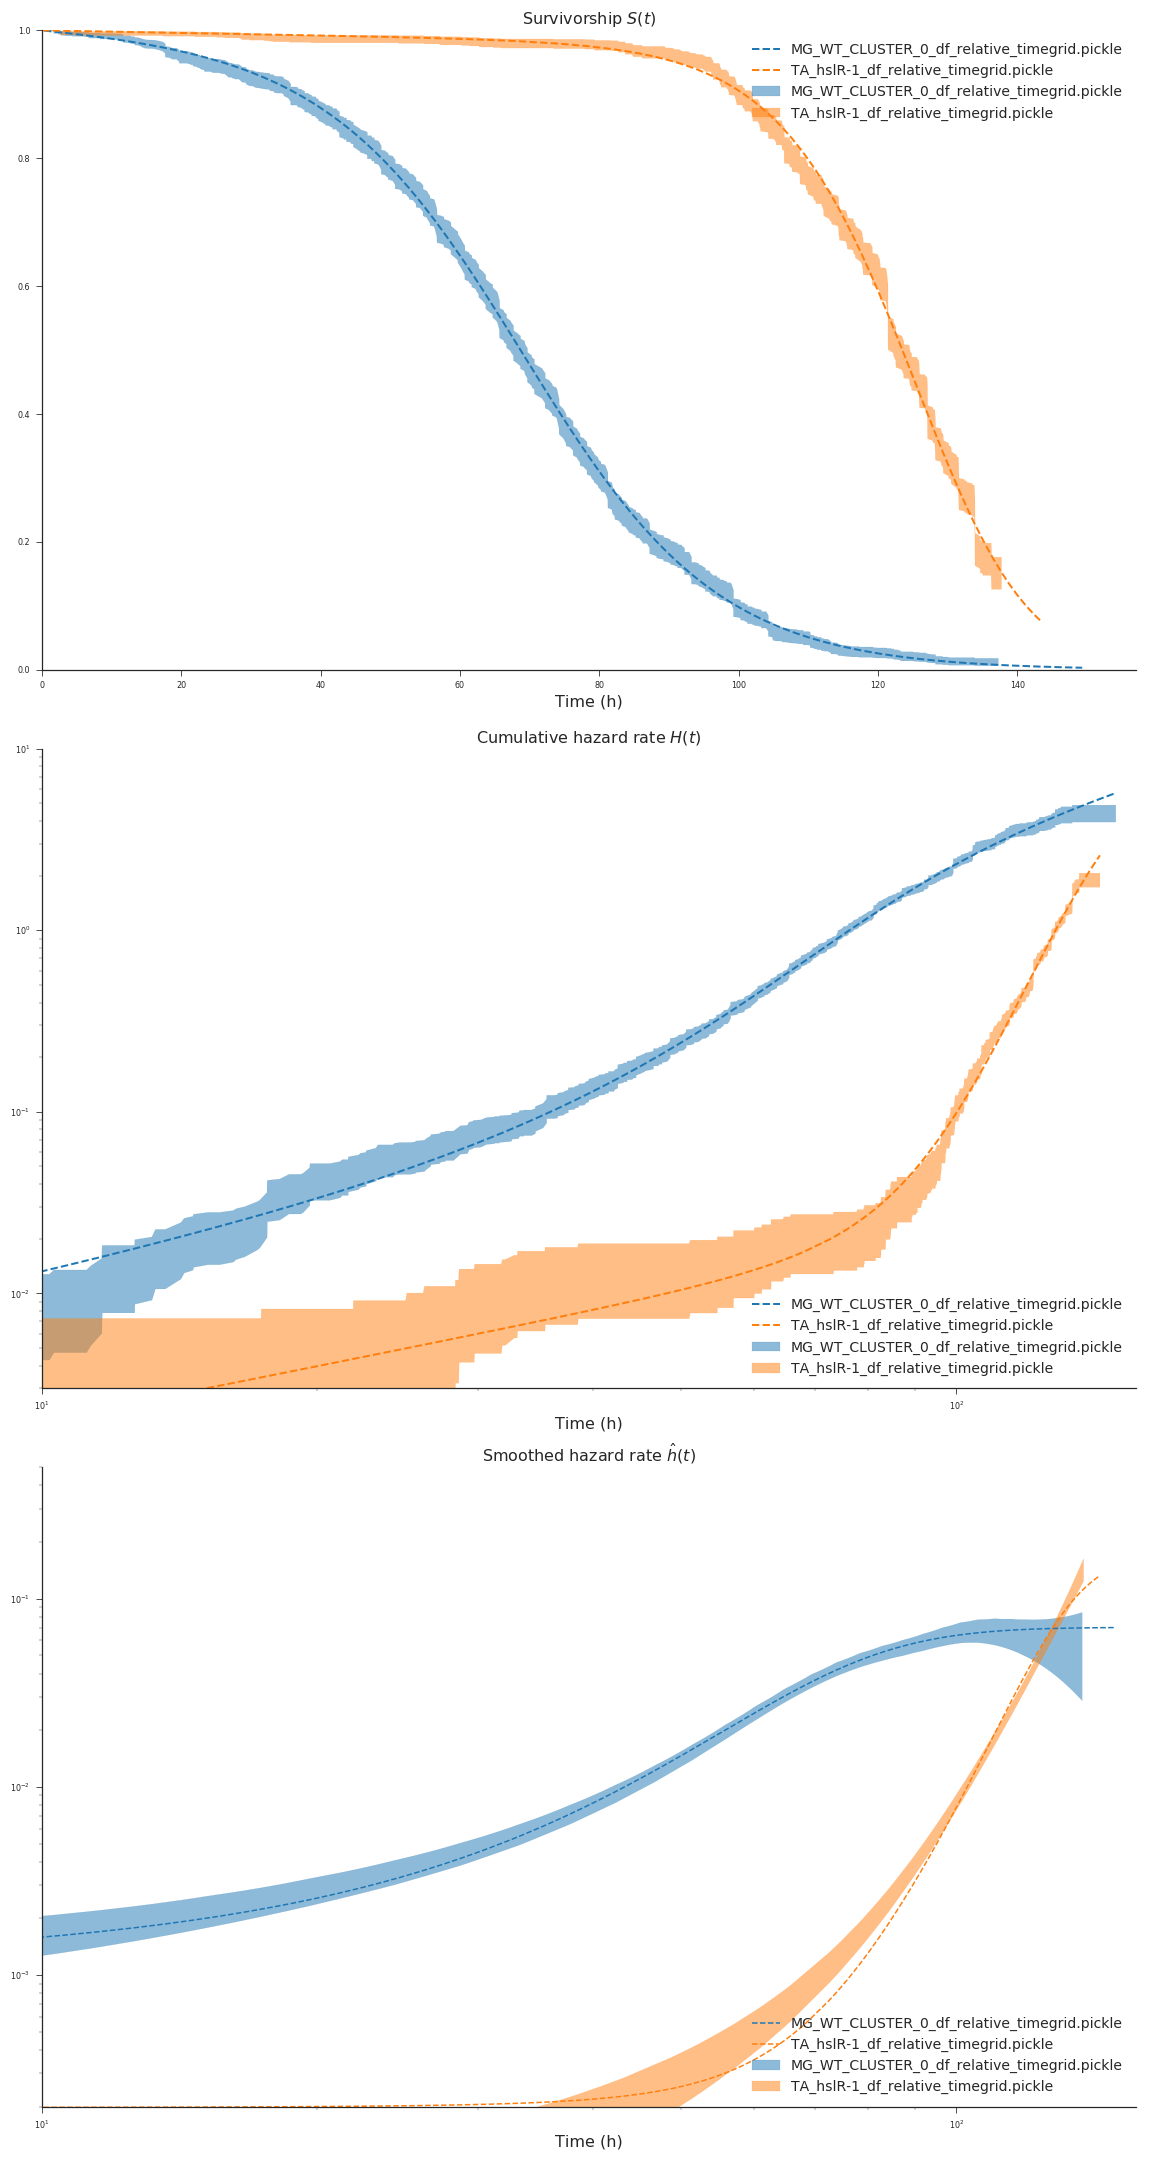 Survivorship S(t)
1.0
0.8
0.6
0.4
0.2
0.0
MG_WT_CLUSTER_0_df_relative_timegrid.pickle
TA_hslR-1_df_relative_timegrid.pickle
MG_WT_CLUSTER_0_df_relative_timegrid.pickle
TA_hslR-1_df_relative_timegrid.pickle
0 20 40 60 80 100 120 140
Time (h)
Cumulative hazard rate H(t)
10¹
10⁰
10⁻¹
10⁻²
MG_WT_CLUSTER_0_df_relative_timegrid.pickle
TA_hslR-1_df_relative_timegrid.pickle
MG_WT_CLUSTER_0_df_relative_timegrid.pickle
TA_hslR-1_df_relative_timegrid.pickle
10¹ 10²
Time (h)
Smoothed hazard rate ĥ(t)
10⁻¹
10⁻²
10⁻³
MG_WT_CLUSTER_0_df_relative_timegrid.pickle
TA_hslR-1_df_relative_timegrid.pickle
MG_WT_CLUSTER_0_df_relative_timegrid.pickle
TA_hslR-1_df_relative_timegrid.pickle
10¹ 10²
Time (h)